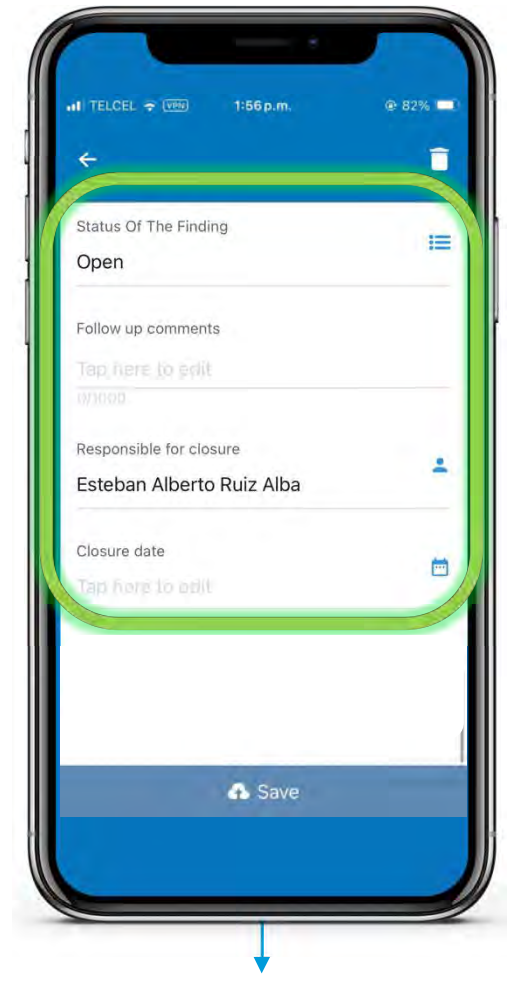 TELCEL VPN 1:56 p.m. 82%
Status Of The Finding
Open
Follow up comments
Tap here to edit
0/1000
Responsible for closure
Esteban Alberto Ruiz Alba
Closure date
Tap here to edit
Save